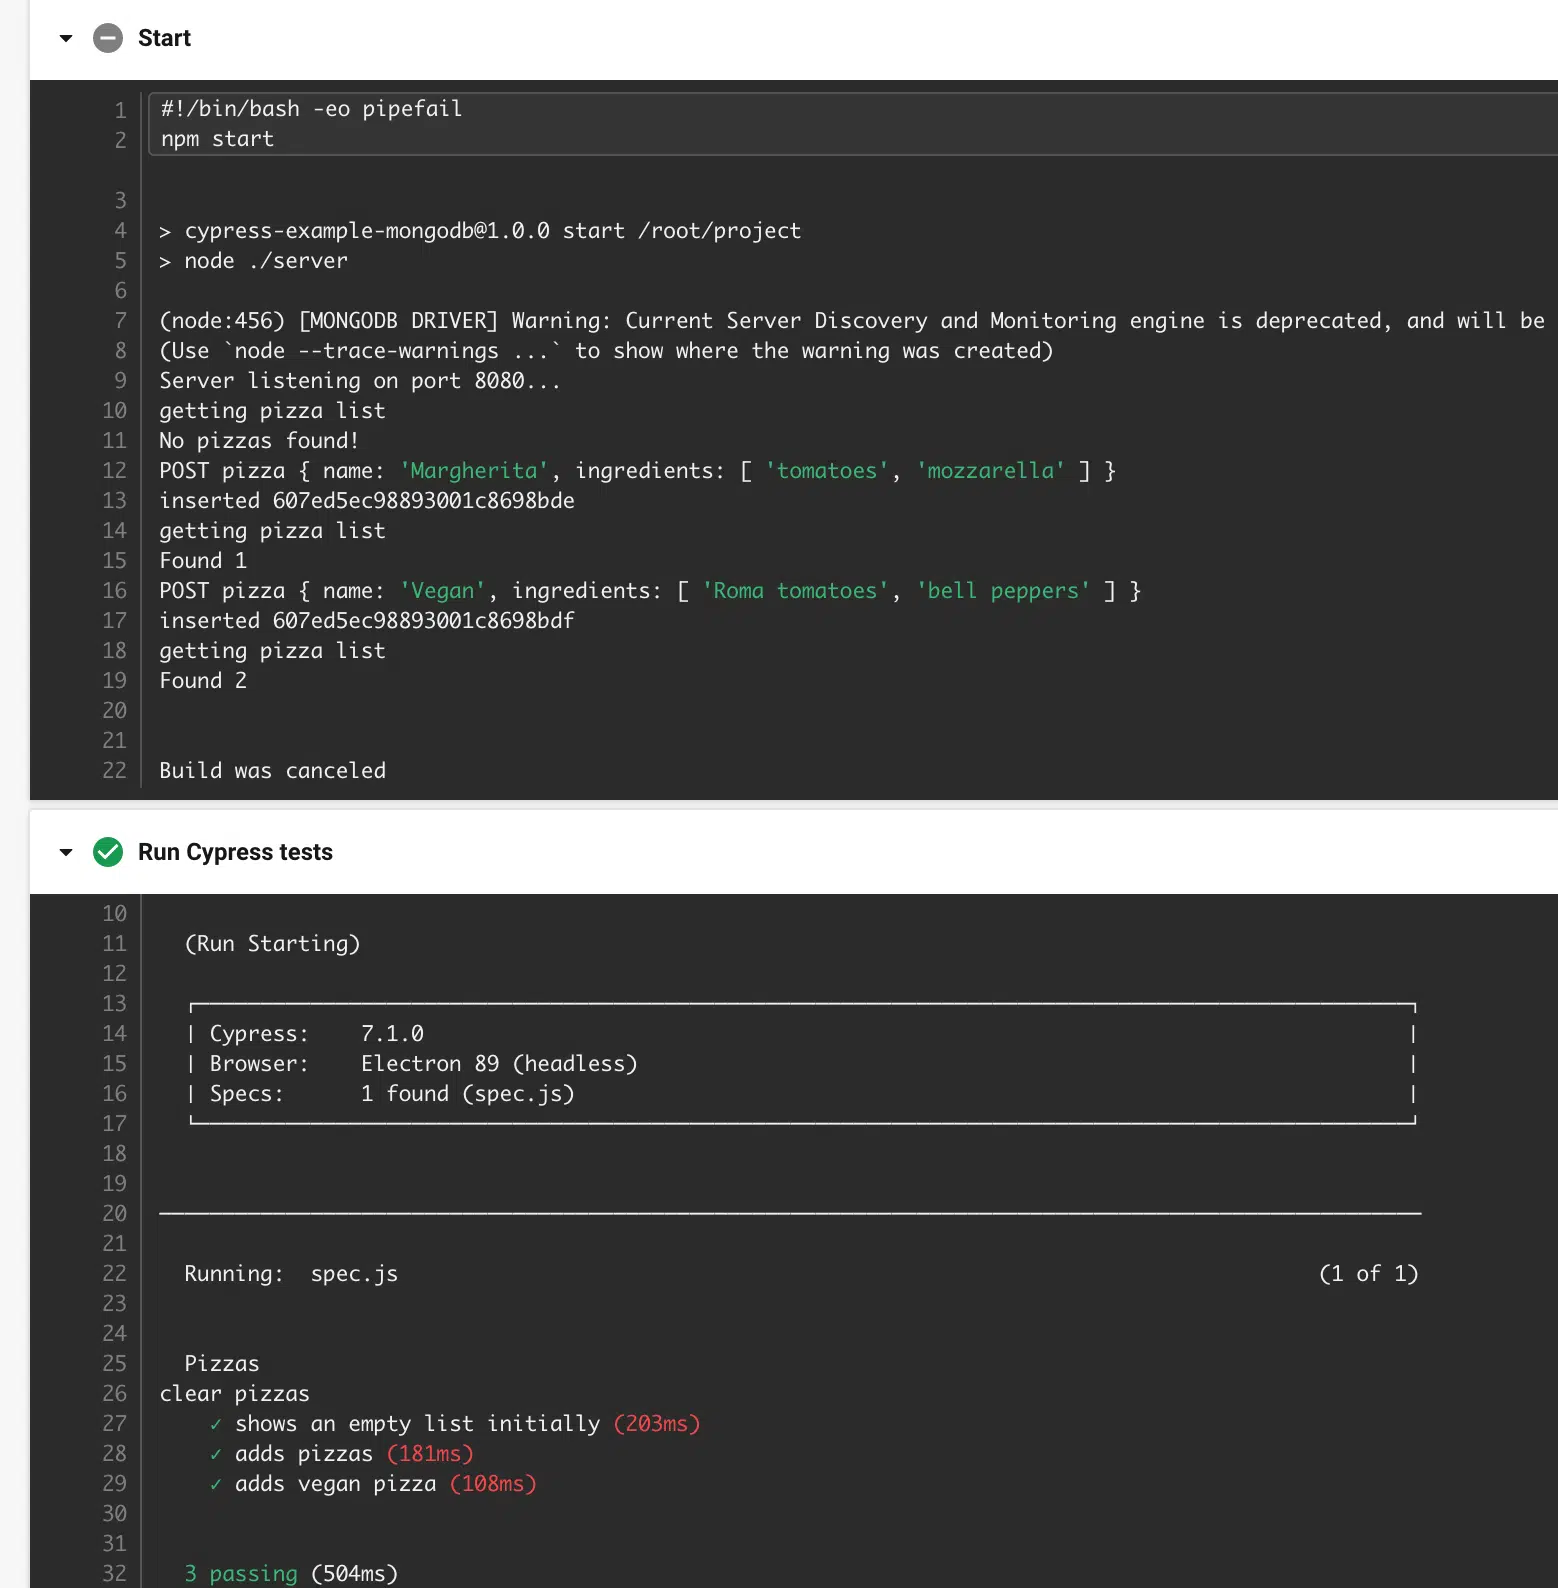 Start
1 #!/bin/bash -eo pipefail
2 npm start
3
4 > cypress-example-mongodb@1.0.0 start /root/project
5 > node ./server
6
7 (node:456) [MONGODB DRIVER] Warning: Current Server Discovery and Monitoring engine is deprecated, and will be
8 (Use `node --trace-warnings ...` to show where the warning was created)
9 Server listening on port 8080...
10 getting pizza list
11 No pizzas found!
12 POST pizza { name: 'Margherita', ingredients: [ 'tomatoes', 'mozzarella' ] }
13 inserted 607ed5ec98893001c8698bde
14 getting pizza list
15 Found 1
16 POST pizza { name: 'Vegan', ingredients: [ 'Roma tomatoes', 'bell peppers' ] }
17 inserted 607ed5ec98893001c8698bdf
18 getting pizza list
19 Found 2
20
21
22 Build was canceled
Run Cypress tests
10
11 (Run Starting)
12
13
14 | Cypress: 7.1.0 |
15 | Browser: Electron 89 (headless) |
16 | Specs: 1 found (spec.js) |
17
18
19
20
21
22 Running: spec.js (1 of 1)
23
24
25 Pizzas
26 clear pizzas
27 ✓ shows an empty list initially (203ms)
28 ✓ adds pizzas (181ms)
29 ✓ adds vegan pizza (108ms)
30
31
32 3 passing (504ms)